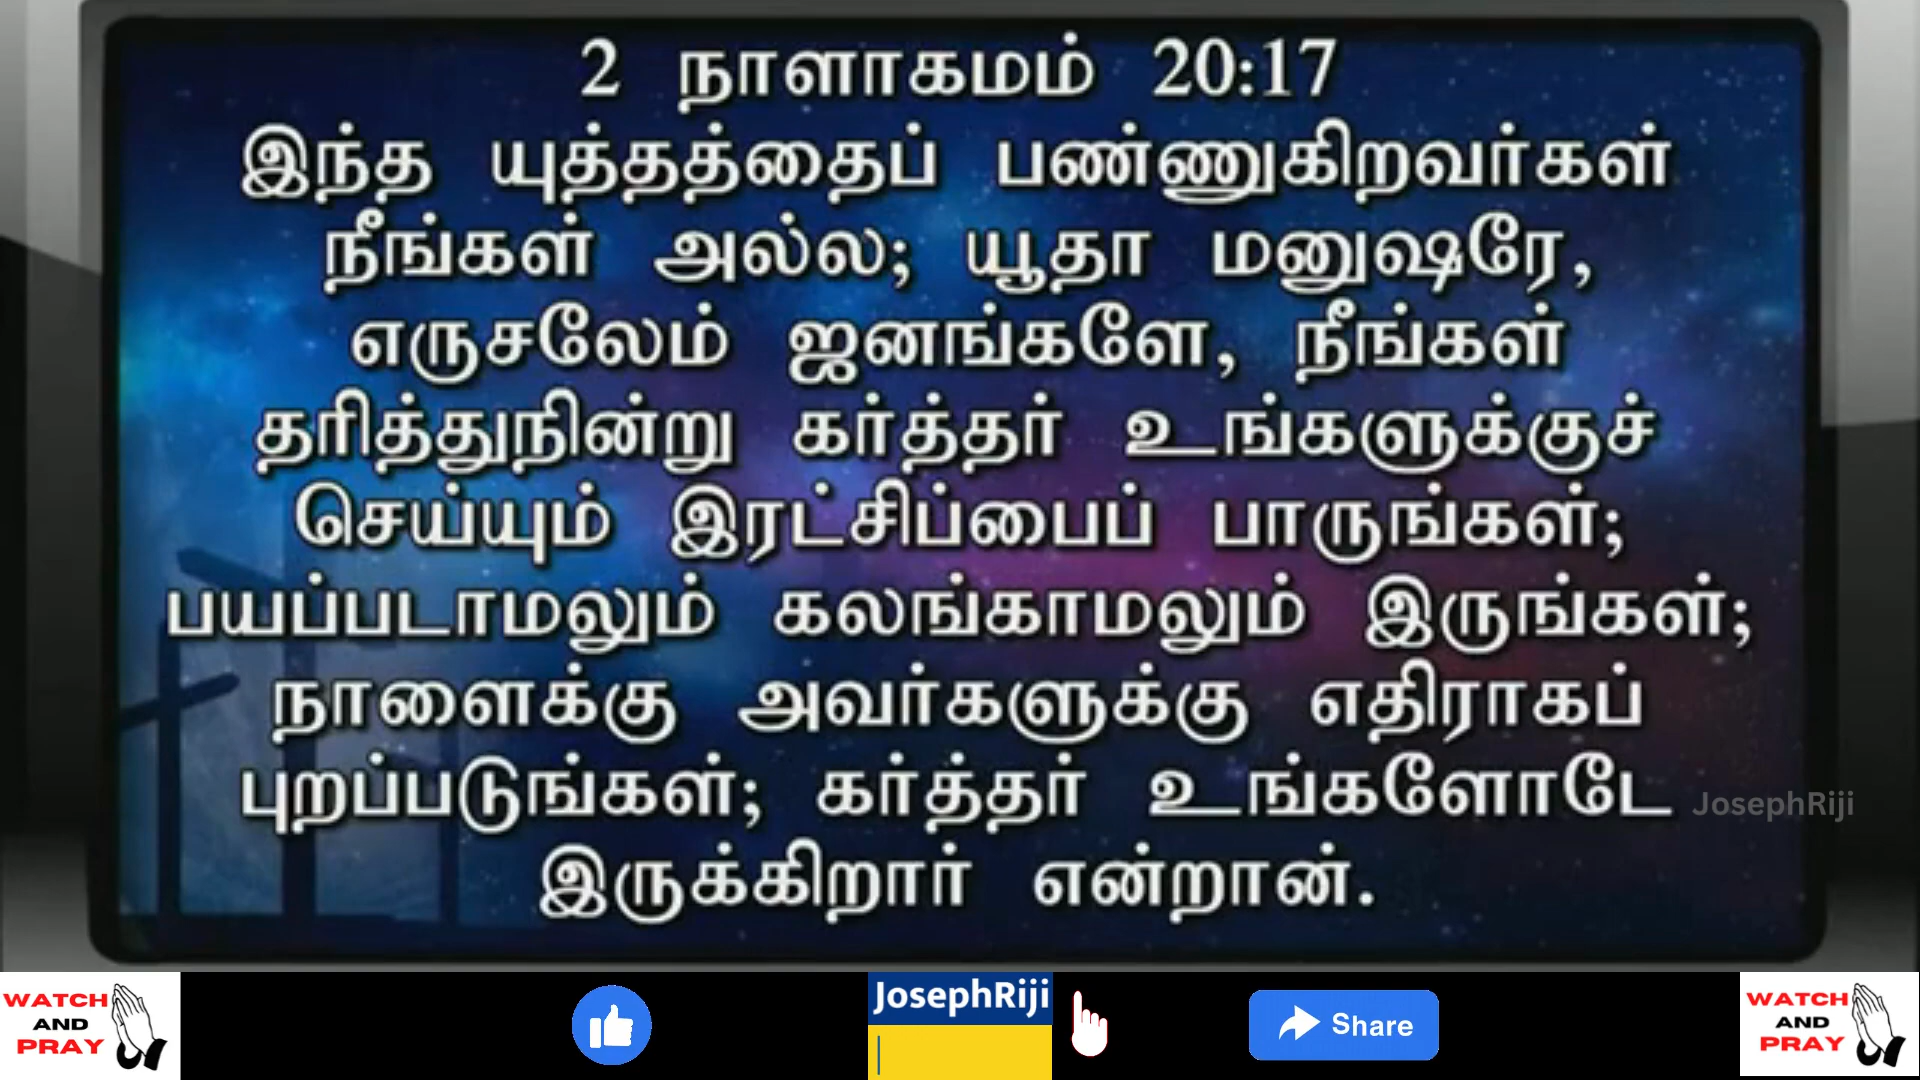 2 நாளாகமம் 20:17
இந்த யுத்தத்தைப் பண்ணுகிறவர்கள்
நீங்கள் அல்ல; யூதா மனுஷரே,
எருசலேம் ஜனங்களே, நீங்கள்
தரித்துநின்று கர்த்தர் உங்களுக்குச்
செய்யும் இரட்சிப்பைப் பாருங்கள்;
பயப்படாமலும் கலங்காமலும் இருங்கள்;
நாளைக்கு அவர்களுக்கு எதிராகப்
புறப்படுங்கள்; கர்த்தர் உங்களோடே
இருக்கிறார் என்றான்.
JosephRiji
WATCH
AND
PRAY
JosephRiji
Share
WATCH
AND
PRAY